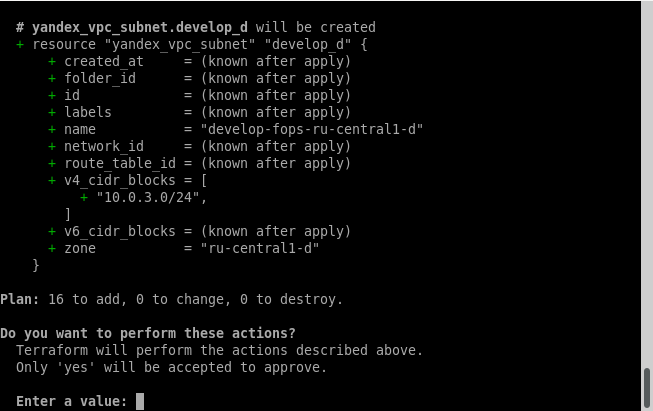 # yandex_vpc_subnet.develop_d will be created
+ resource "yandex_vpc_subnet" "develop_d" {
+ created_at     = (known after apply)
+ folder_id      = (known after apply)
+ id             = (known after apply)
+ labels         = (known after apply)
+ name           = "develop-fops-ru-central1-d"
+ network_id     = (known after apply)
+ route_table_id = (known after apply)
+ v4_cidr_blocks = [
+ "10.0.3.0/24",
]
+ v6_cidr_blocks = (known after apply)
+ zone           = "ru-central1-d"
}
Plan: 16 to add, 0 to change, 0 to destroy.
Do you want to perform these actions?
Terraform will perform the actions described above.
Only 'yes' will be accepted to approve.
Enter a value: